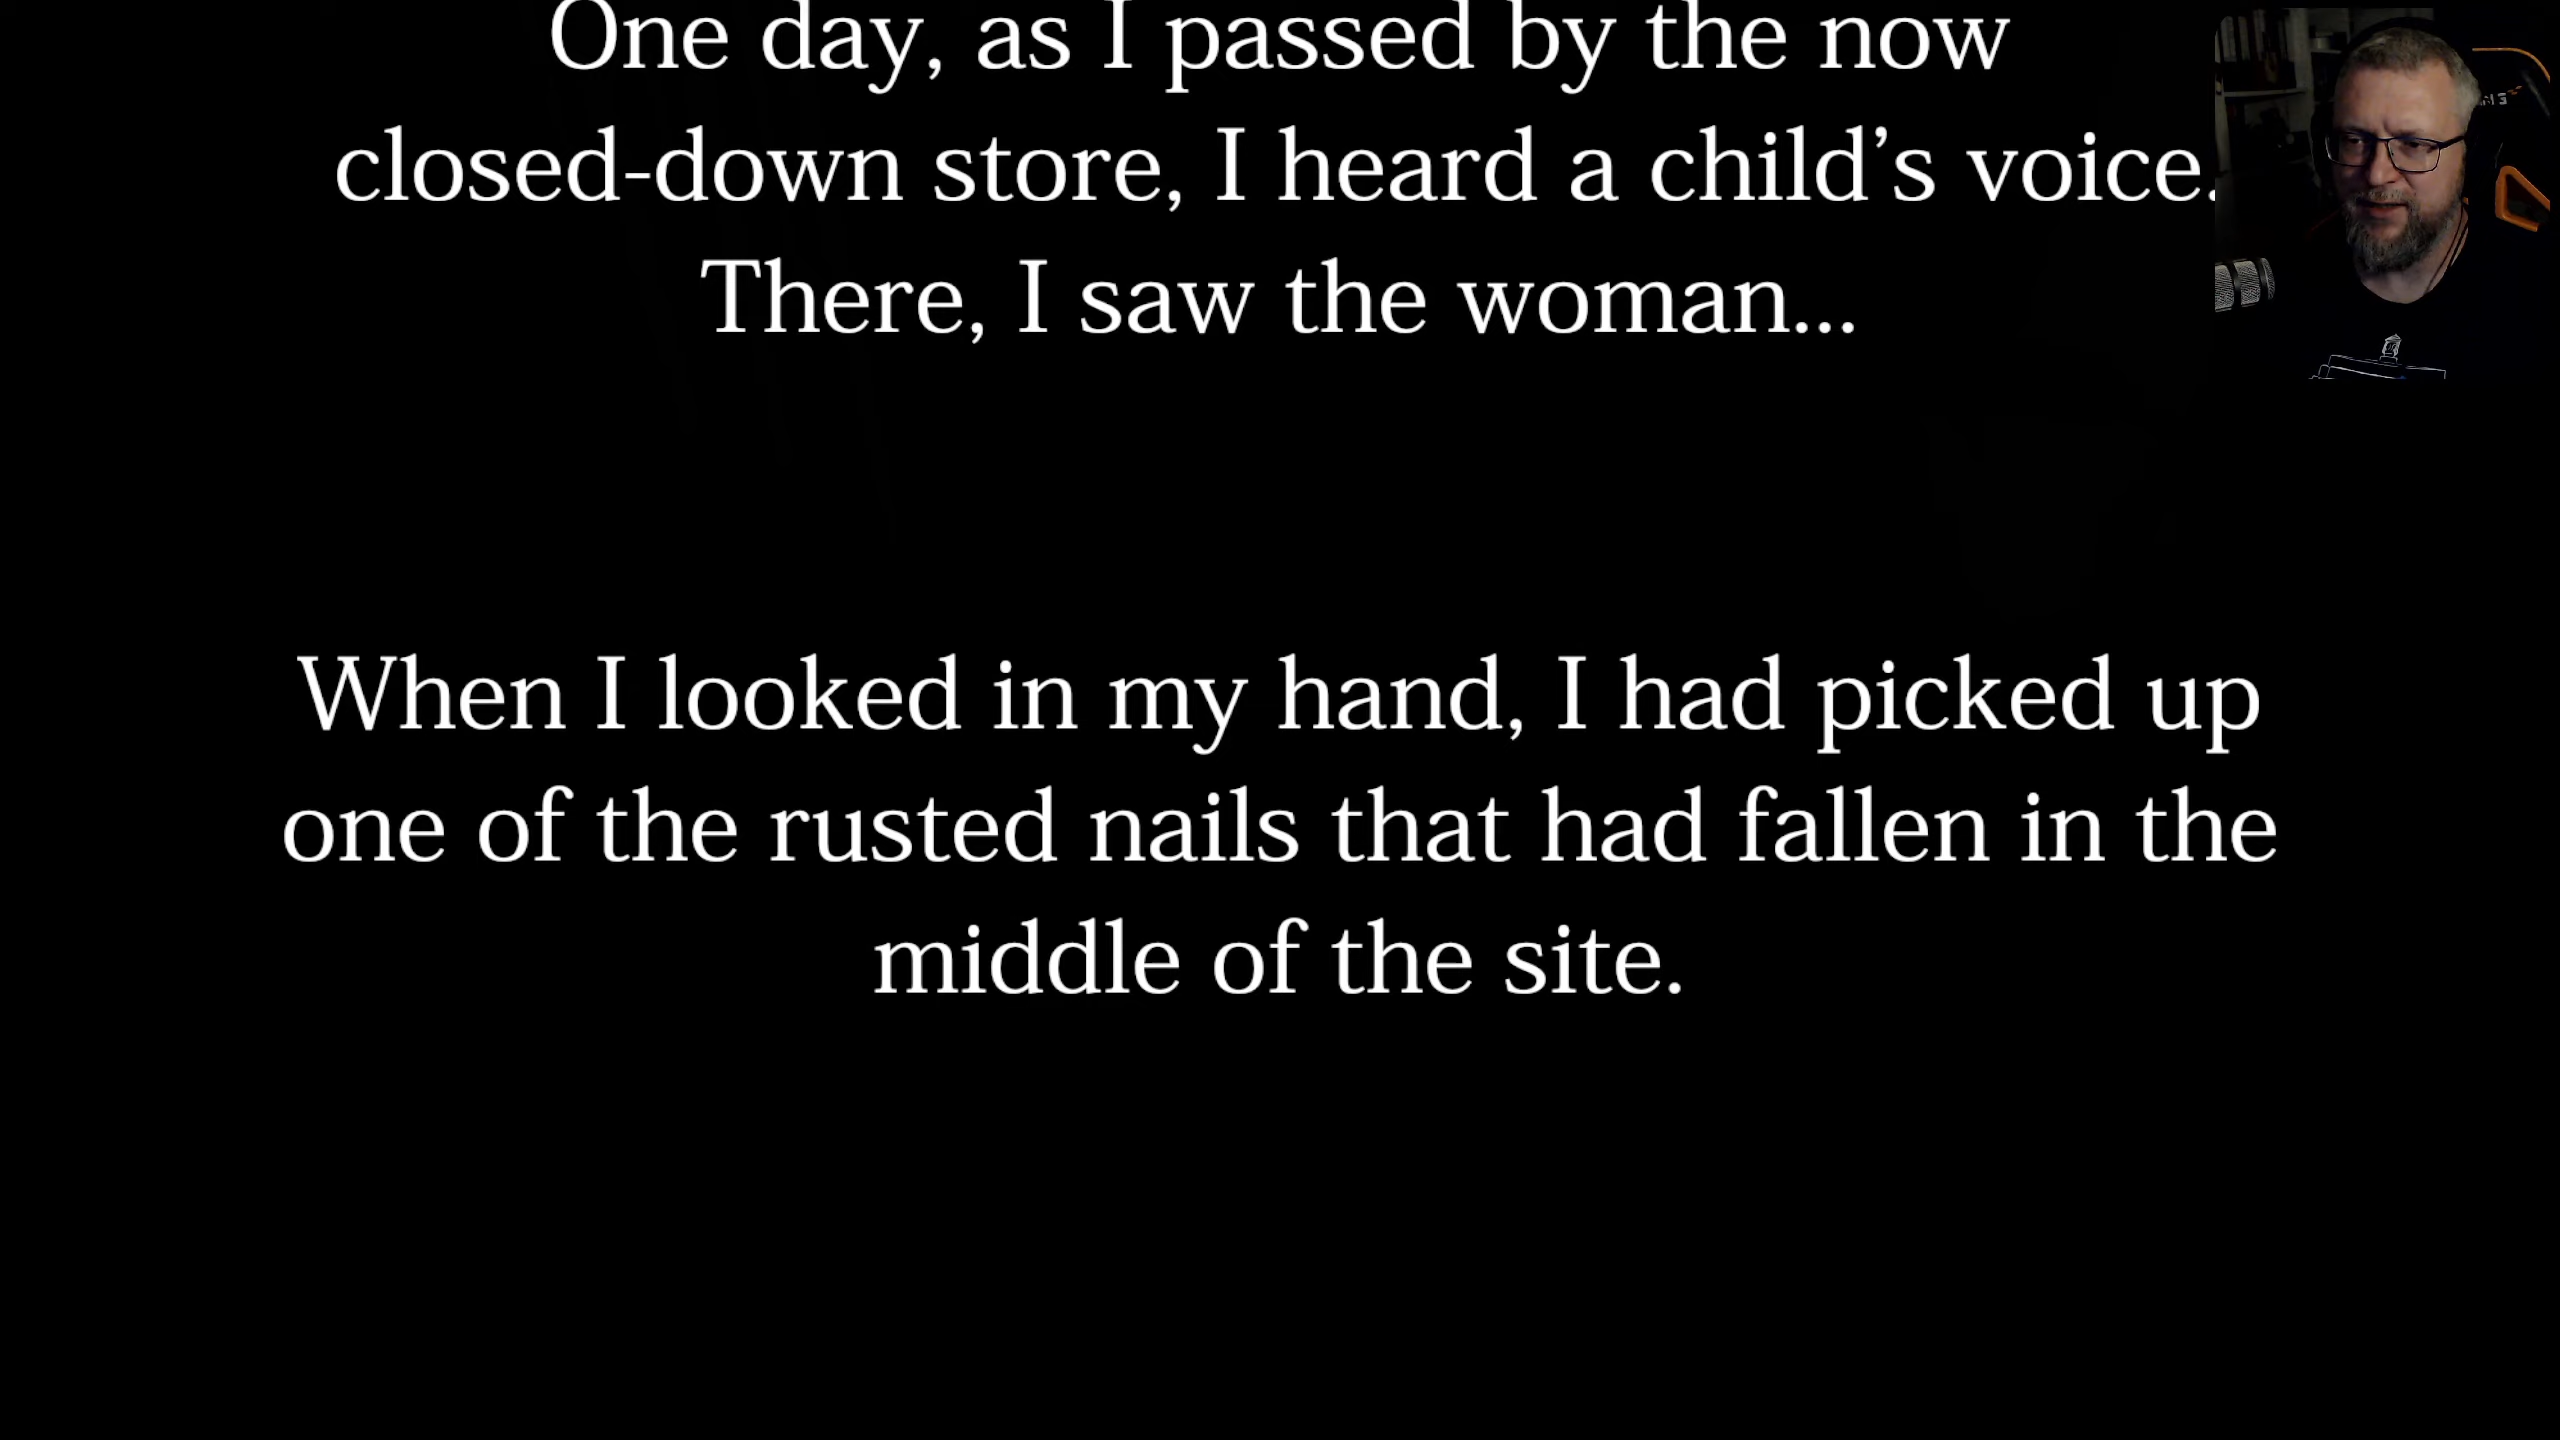 One day, as I passed by the now
closed-down store, I heard a child’s voice.
There, I saw the woman...
When I looked in my hand, I had picked up
one of the rusted nails that had fallen in the
middle of the site.